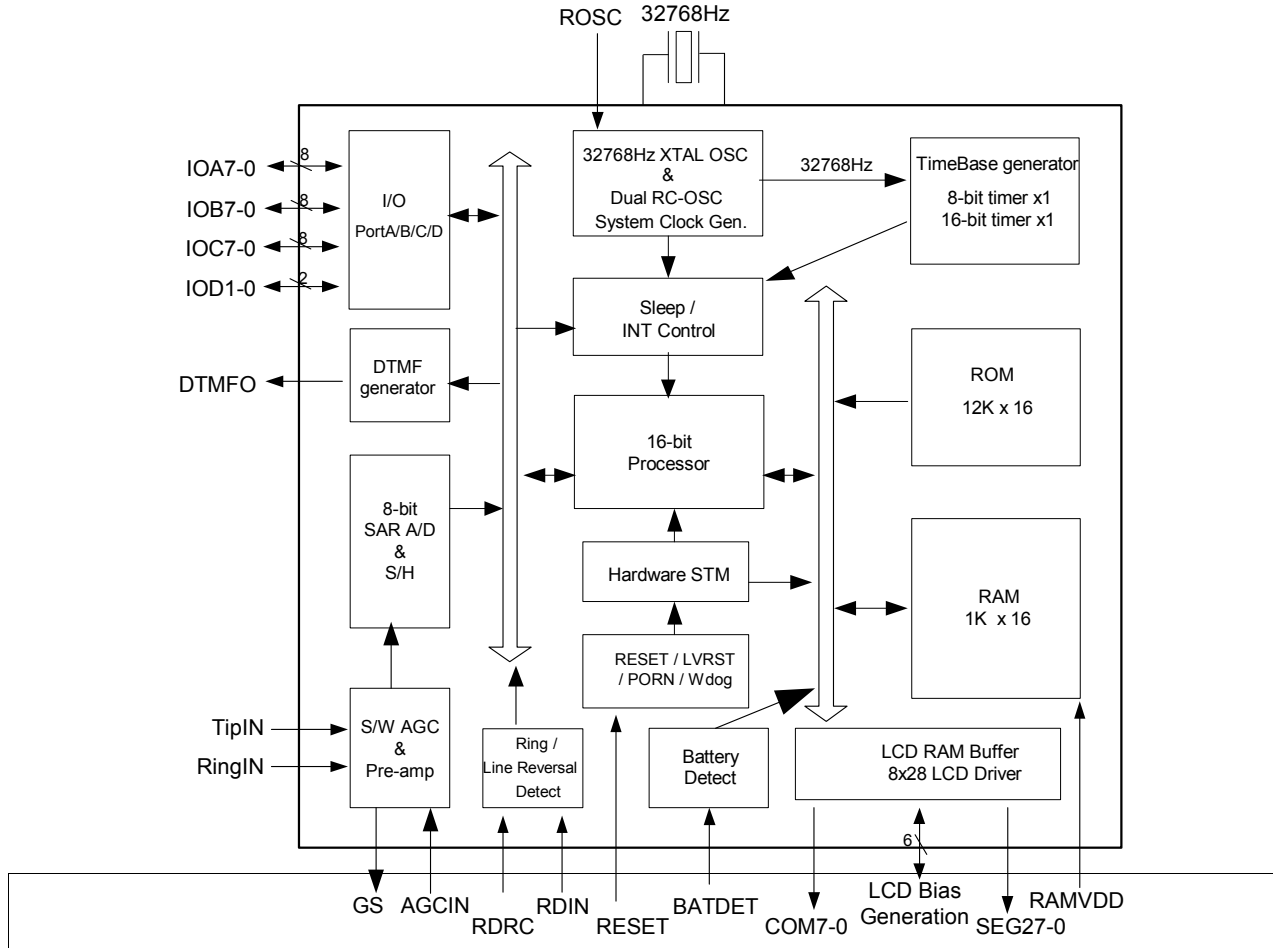 ROSC
32768Hz
IOA7-0
8
IOB7-0
8
IOC7-0
8
IOD1-0
2
I/O
PortA/B/C/D
32768Hz XTAL OSC
&
Dual RC-OSC
System Clock Gen.
32768Hz
TimeBase generator
8-bit timer x1
16-bit timer x1
Sleep /
INT Control
DTMFO
DTMF
generator
ROM
12K x 16
16-bit
Processor
8-bit
SAR A/D
&
S/H
Hardware STM
RAM
1K x 16
RESET / LVRST
/ PORN / Wdog
TipIN
RingIN
S/W AGC
&
Pre-amp
Ring /
Line Reversal
Detect
Battery
Detect
LCD RAM Buffer
8x28 LCD Driver
6
GS
AGCIN
RDRC
RDIN
RESET
BATDET
COM7-0
LCD Bias
Generation
SEG27-0
RAMVDD